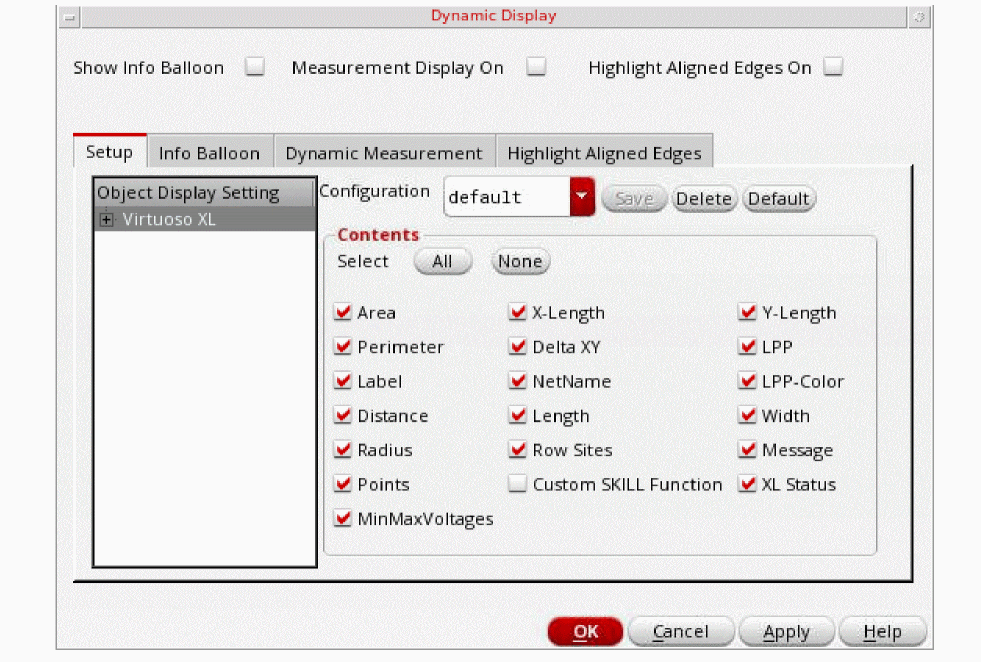 Dynamic Display
Show Info Balloon Measurement Display On Highlight Aligned Edges On
Setup Info Balloon Dynamic Measurement Highlight Aligned Edges
Object Display Setting
Virtuoso XL
Configuration default Save Delete Default
Contents
Select All None
Area X-Length Y-Length
Perimeter Delta XY LPP
Label NetName LPP-Color
Distance Length Width
Radius Row Sites Message
Points Custom SKILL Function XL Status
MinMaxVoltages
OK Cancel Apply Help